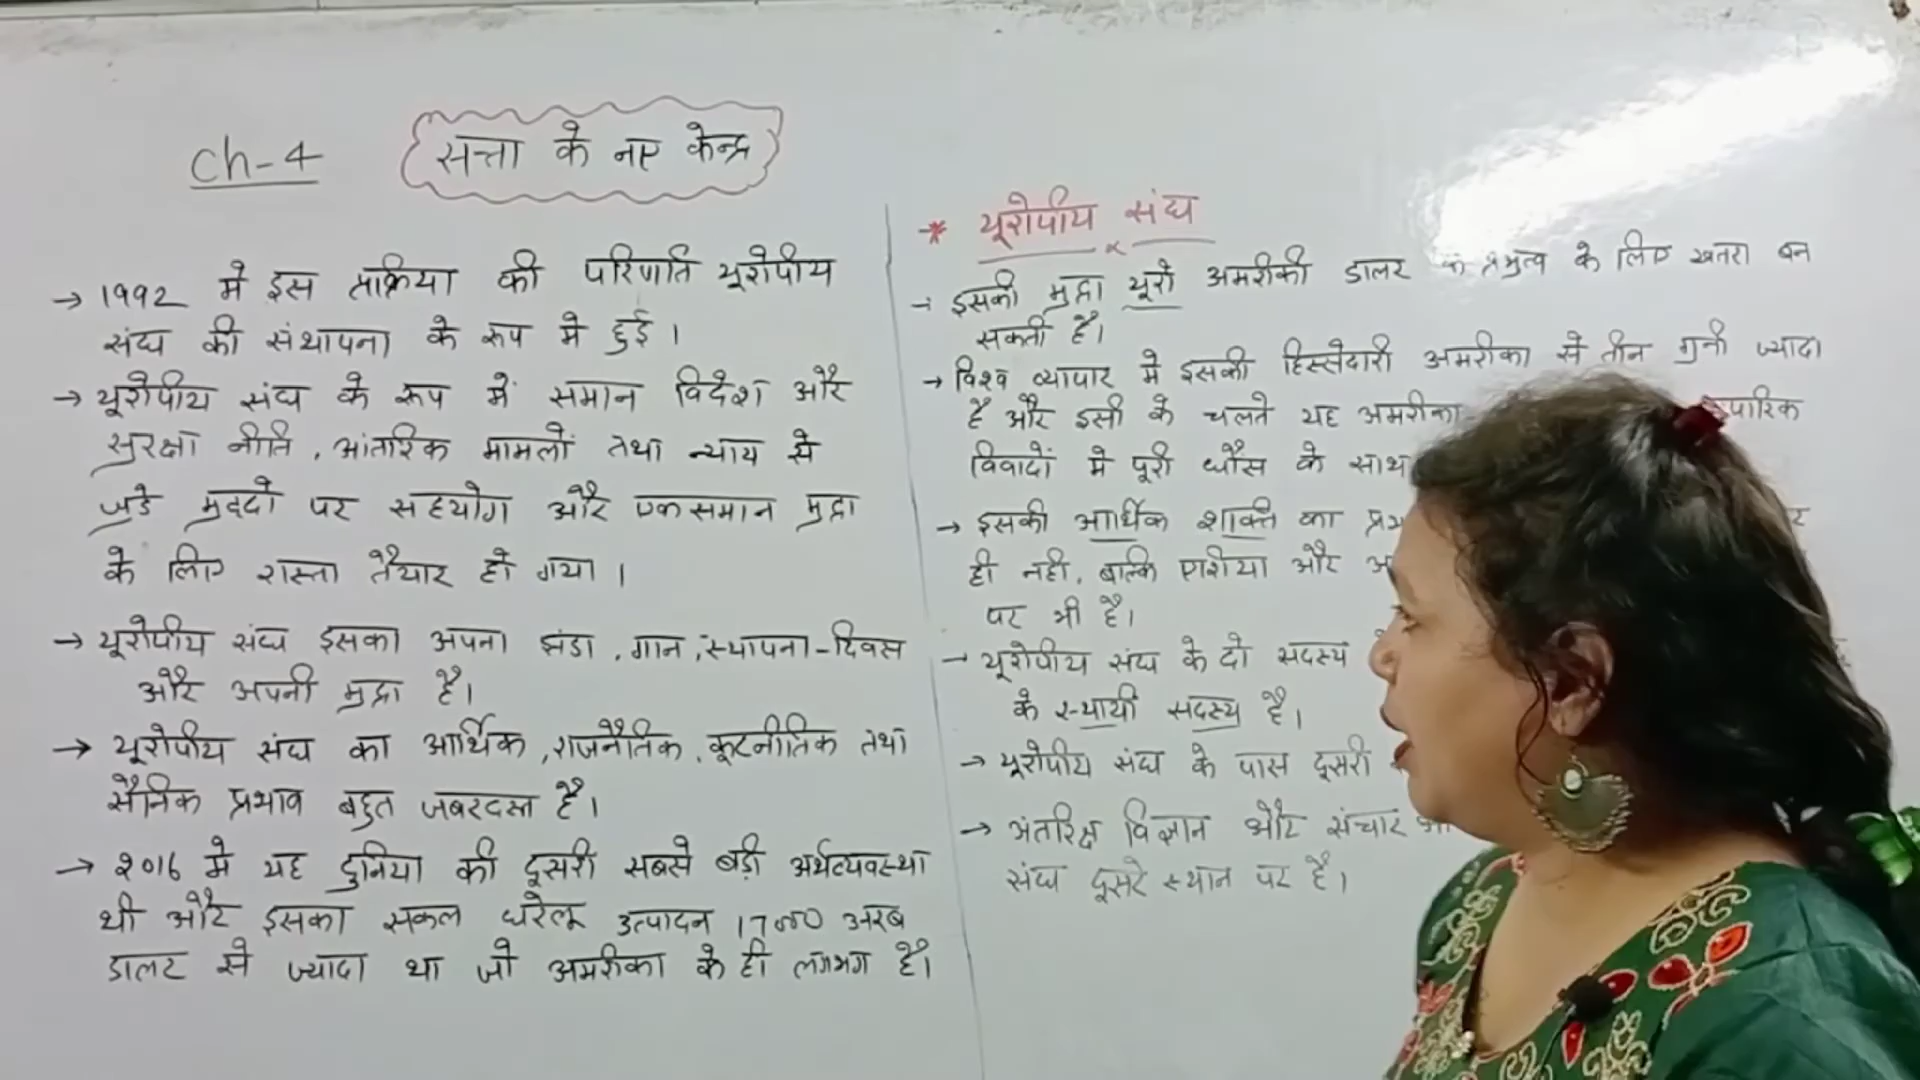 Ch-4
सत्ता के नए केन्द्र
→ 1992 मे इस प्रक्रिया की परिणति यूरोपीय
संघ की संथापना के रूप मे हुई।
→ यूरोपीय संघ के रूप में समान विदेश और
सुरक्षा नीति, आंतरिक मामलों तथा न्याय से
जुडे मुद्दो पर सहयोग और एकसमान मुद्रा
के लिए रास्ता तैयार हो गया।
→ यूरोपीय संघ इसका अपना झंडा, गान, स्थापना-दिवस
और अपनी मुद्रा है।
→ यूरोपीय संघ का आर्थिक, राजनैतिक, कूटनीतिक तथा
सैनिक प्रभाव बहुत जबरदस्त है।
→ 2016 मे यह दुनिया की दूसरी सबसे बड़ी अर्थव्यवस्था
थी और इसका सकल घरेलू उत्पादन 17000 अरब
डालर से ज्यादा था जो अमरीका के ही लगभग है।
* यूरोपीय संघ
→ इसकी मुद्रा यूरो अमरीकी डालर के प्रभुत्व के लिए खतरा बन
सकती है।
→ विश्व व्यापार मे इसकी हिस्सेदारी अमरीका से तीन गुनी ज्यादा
है और इसी के चलते यह अमरीका
विवादों मे पूरी धौंस के साथ
→ इसकी आर्थिक शक्ति का
ही नही, बल्कि एशिया और
पर भी है।
→ यूरोपीय संघ के दो सदस्य
के स्थायी सदस्य है।
→ यूरोपीय संघ के पास दूसरी
→ अंतरिक्ष विज्ञान और संचार
संघ दूसरे स्थान पर है।